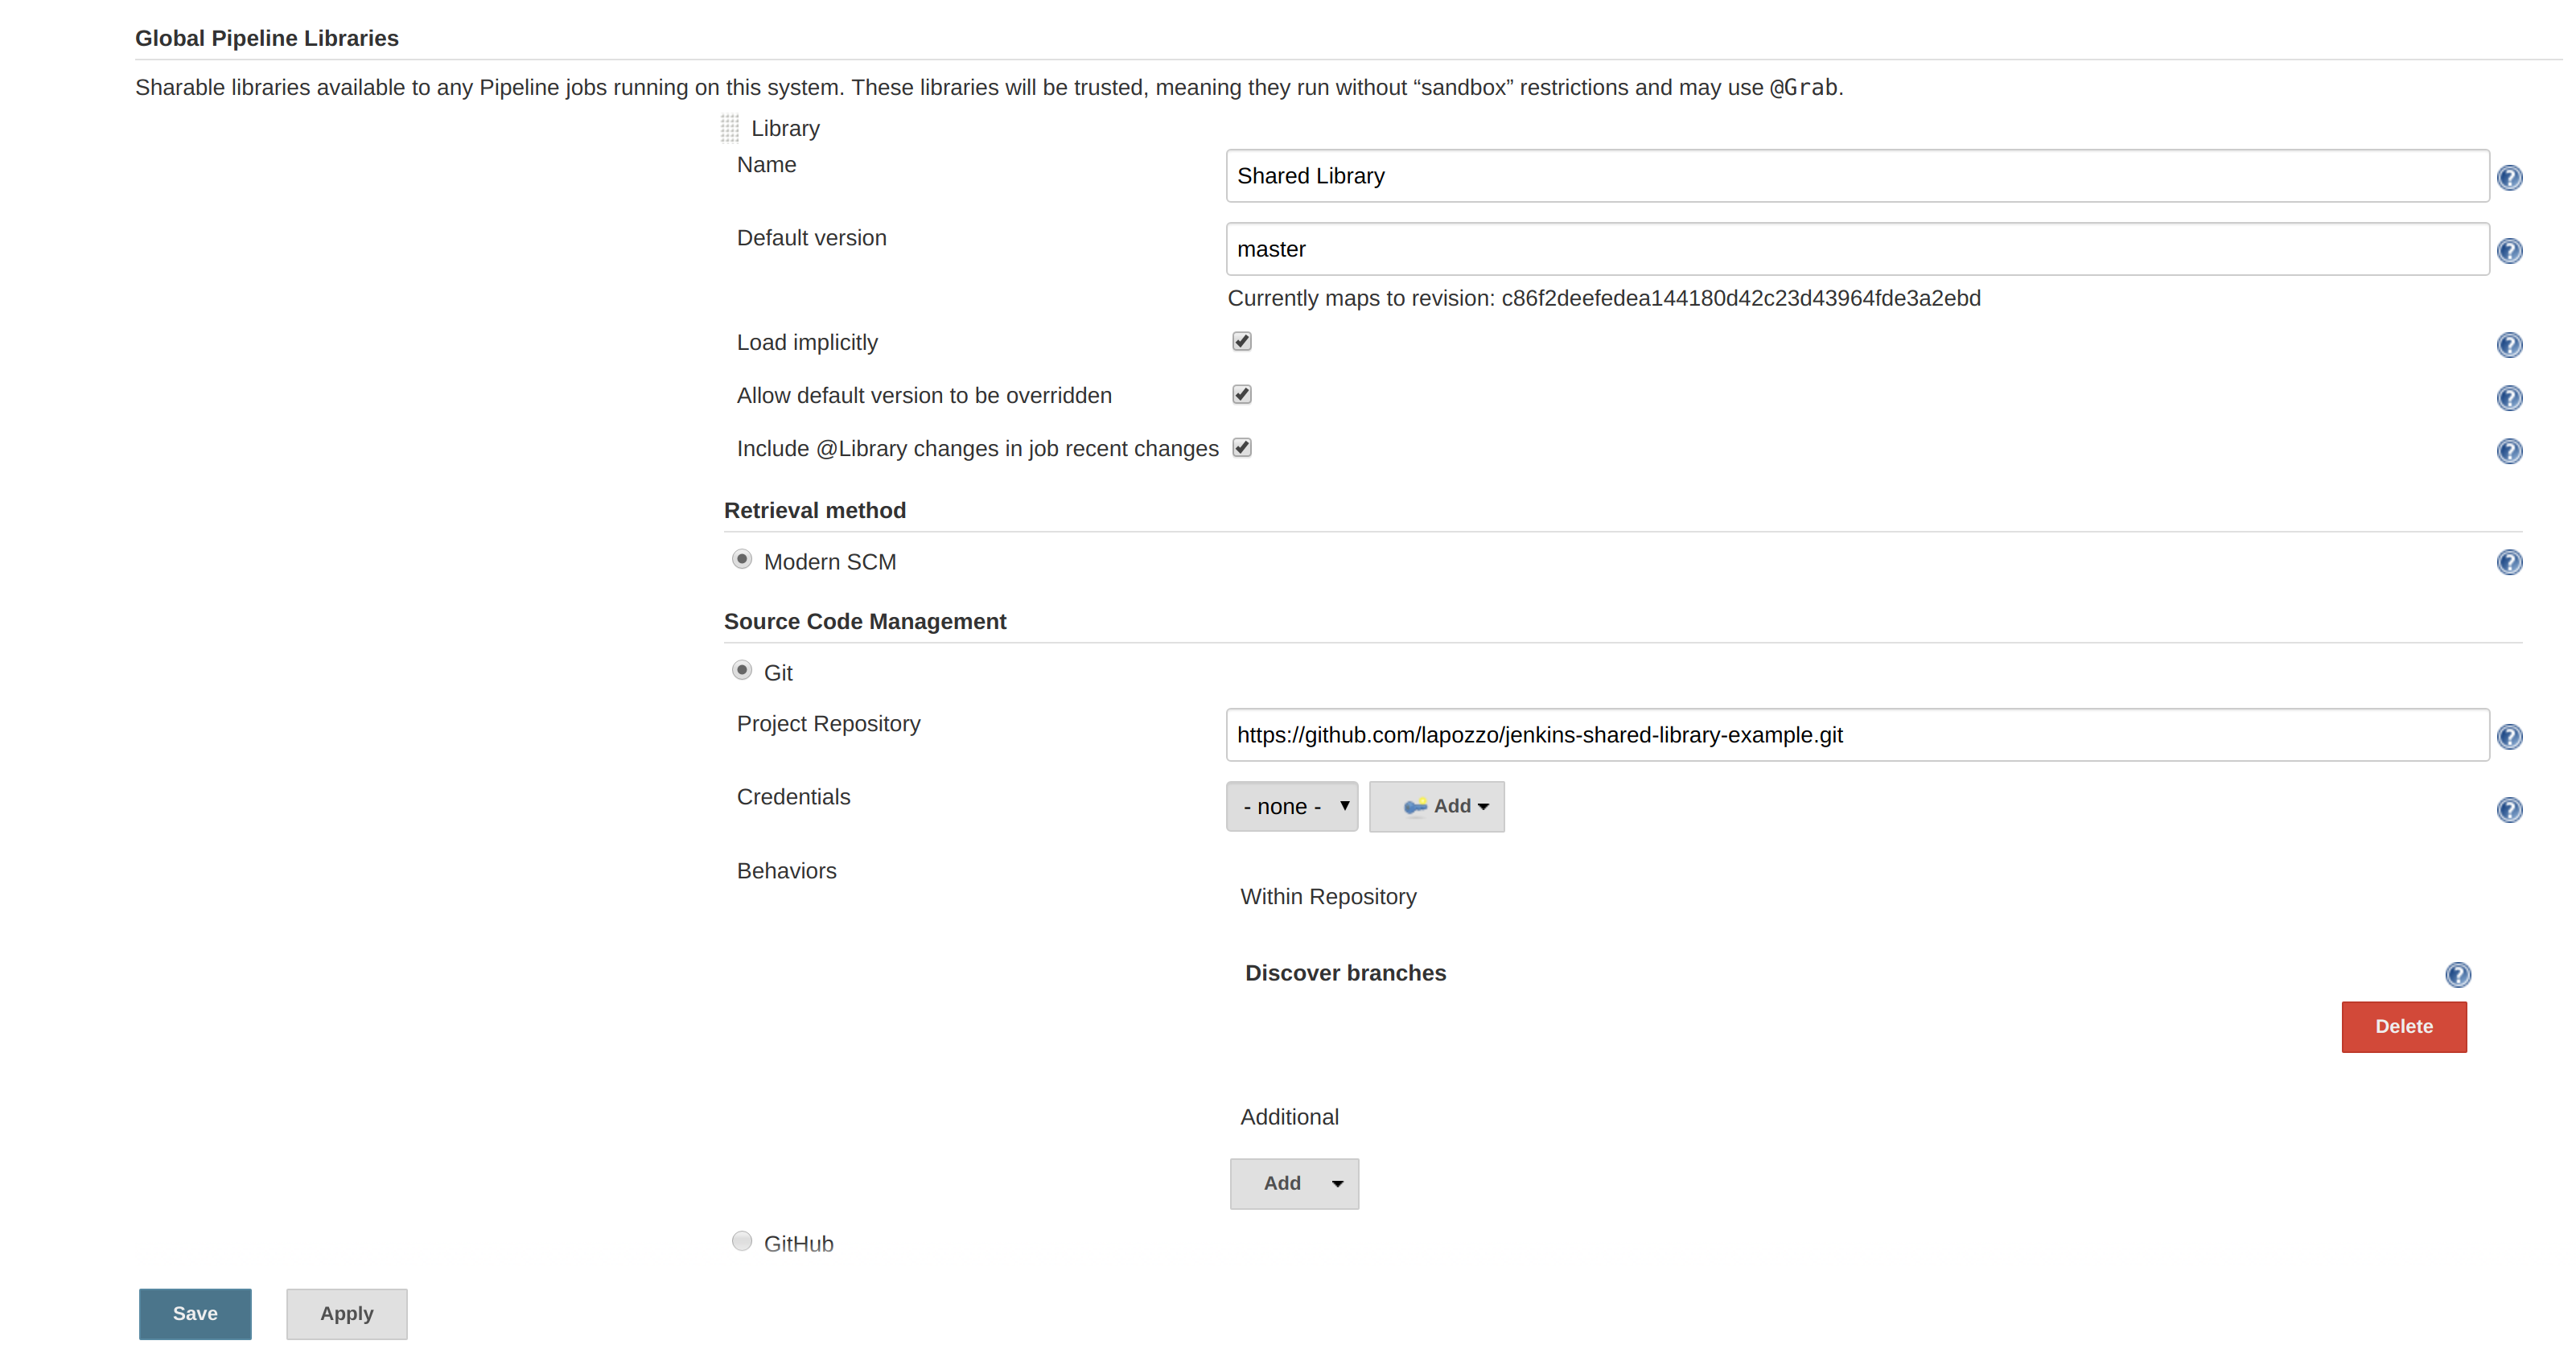 Global Pipeline Libraries
Sharable libraries available to any Pipeline jobs running on this system. These libraries will be trusted, meaning they run without “sandbox” restrictions and may use @Grab.
Library
Name
Shared Library
Default version
master
Currently maps to revision: c86f2deefedea144180d42c23d43964fde3a2ebd
Load implicitly
Allow default version to be overridden
Include @Library changes in job recent changes
Retrieval method
Modern SCM
Source Code Management
Git
Project Repository
https://github.com/lapozzo/jenkins-shared-library-example.git
Credentials
- none -
Add
Behaviors
Within Repository
Discover branches
Delete
Additional
Add
GitHub
Save
Apply